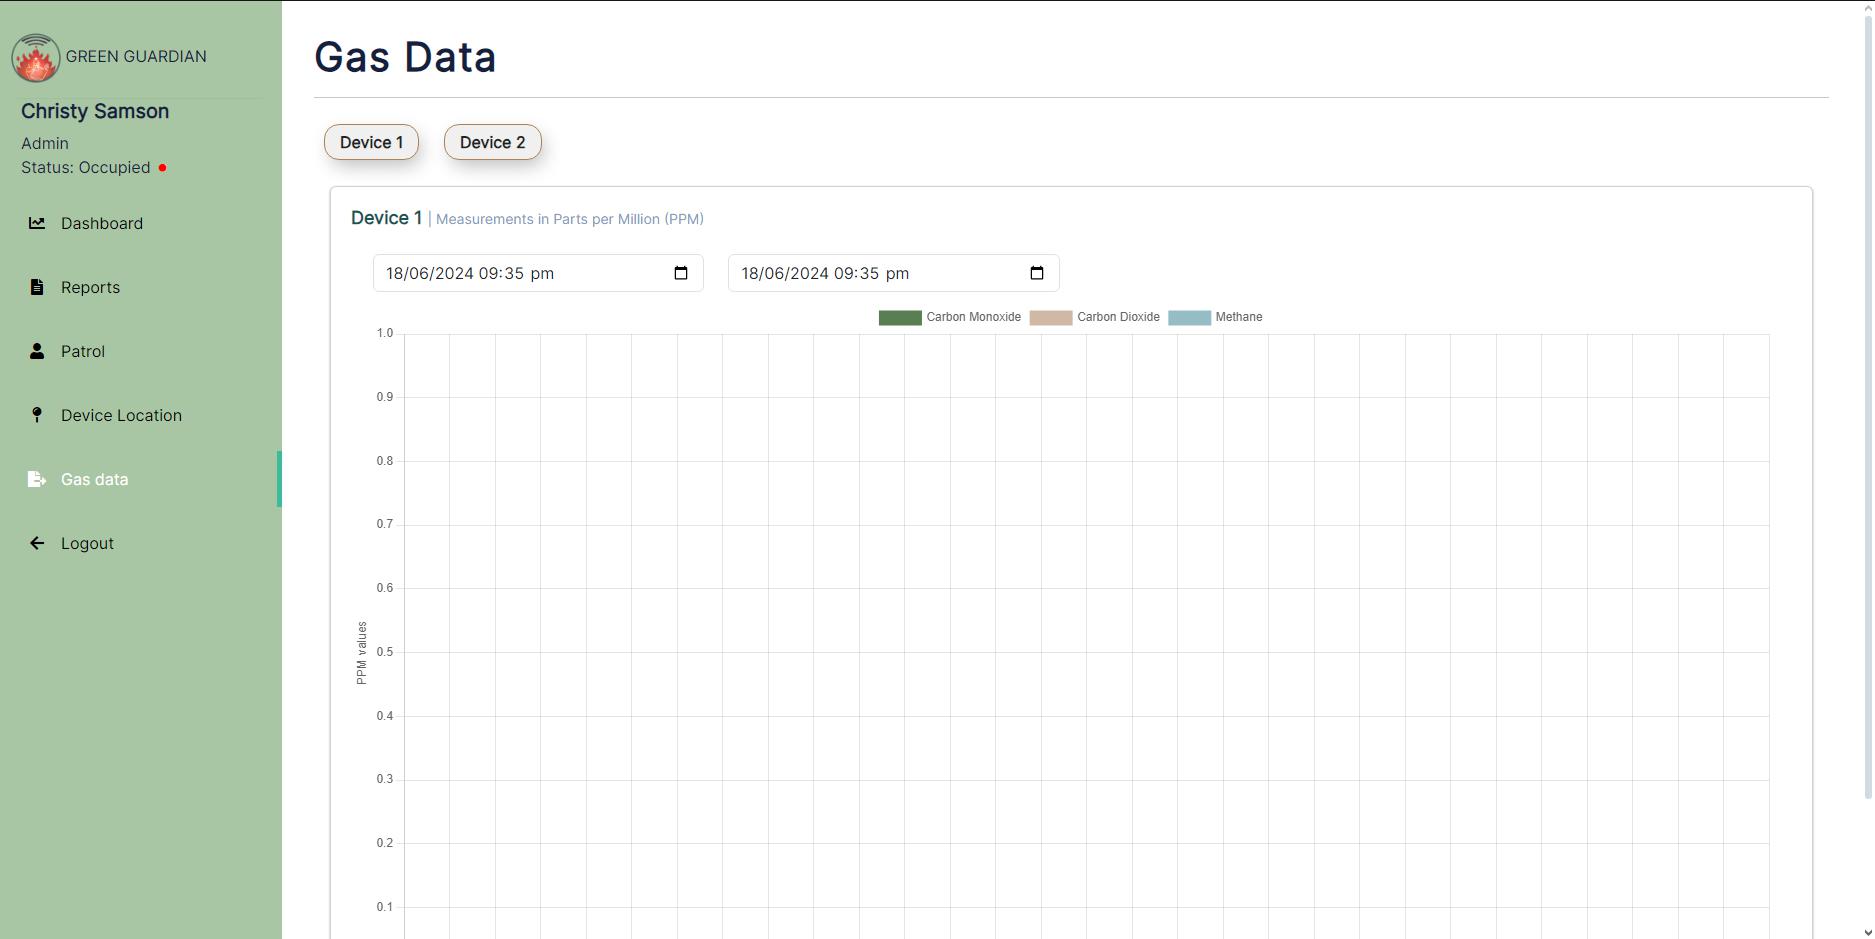 GREEN GUARDIAN
Christy Samson
Admin
Status: Occupied
Dashboard
Reports
Patrol
Device Location
Gas data
Logout
Gas Data
Device 1
Device 2
Device 1 | Measurements in Parts per Million (PPM)
18/06/2024 09:35 pm
18/06/2024 09:35 pm
Carbon Monoxide
Carbon Dioxide
Methane
1.0
0.9
0.8
0.7
0.6
0.5
0.4
0.3
0.2
0.1
PPM values